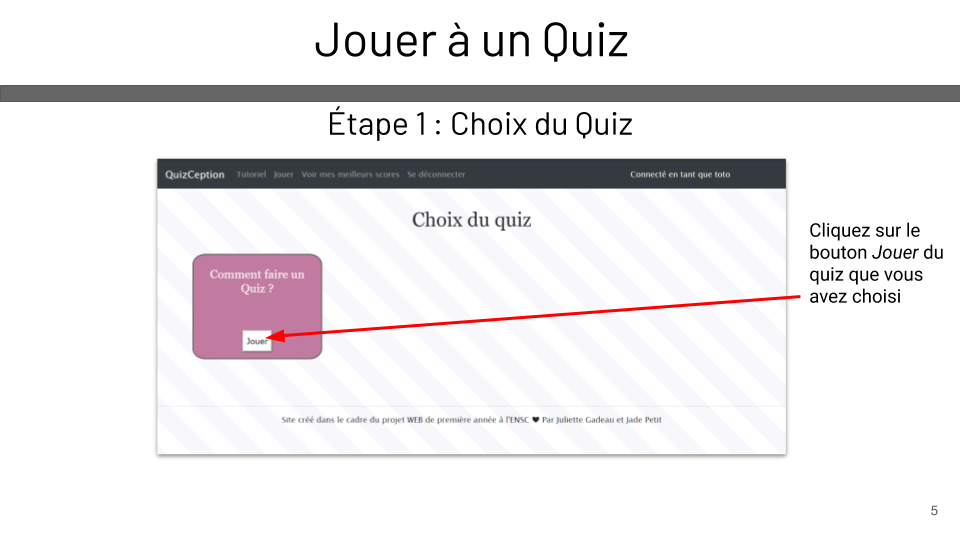 Jouer à un Quiz
Étape 1 : Choix du Quiz
QuizCeption Tutoriel Jouer Voir mes meilleurs scores Se déconnecter Connecté en tant que toto
Choix du quiz
Comment faire un
Quiz ?
Jouer
Cliquez sur le
bouton Jouer du
quiz que vous
avez choisi
Site créé dans le cadre du projet WEB de première année à l'ENSC ❤ Par Juliette Gadeau et Jade Petit
5